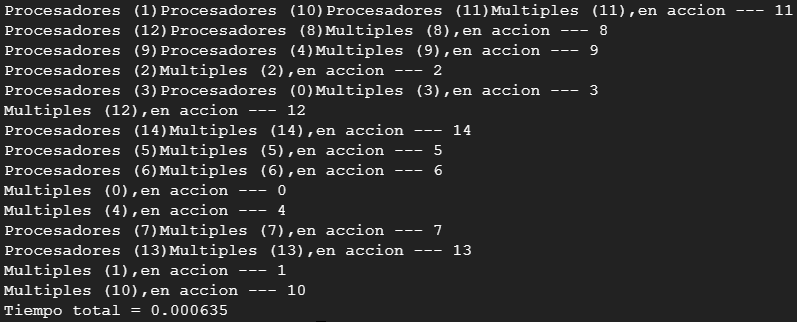 Procesadores (1)Procesadores (10)Procesadores (11)Multiples (11),en accion --- 11
Procesadores (12)Procesadores (8)Multiples (8),en accion --- 8
Procesadores (9)Procesadores (4)Multiples (9),en accion --- 9
Procesadores (2)Multiples (2),en accion --- 2
Procesadores (3)Procesadores (0)Multiples (3),en accion --- 3
Multiples (12),en accion --- 12
Procesadores (14)Multiples (14),en accion --- 14
Procesadores (5)Multiples (5),en accion --- 5
Procesadores (6)Multiples (6),en accion --- 6
Multiples (0),en accion --- 0
Multiples (4),en accion --- 4
Procesadores (7)Multiples (7),en accion --- 7
Procesadores (13)Multiples (13),en accion --- 13
Multiples (1),en accion --- 1
Multiples (10),en accion --- 10
Tiempo total = 0.000635